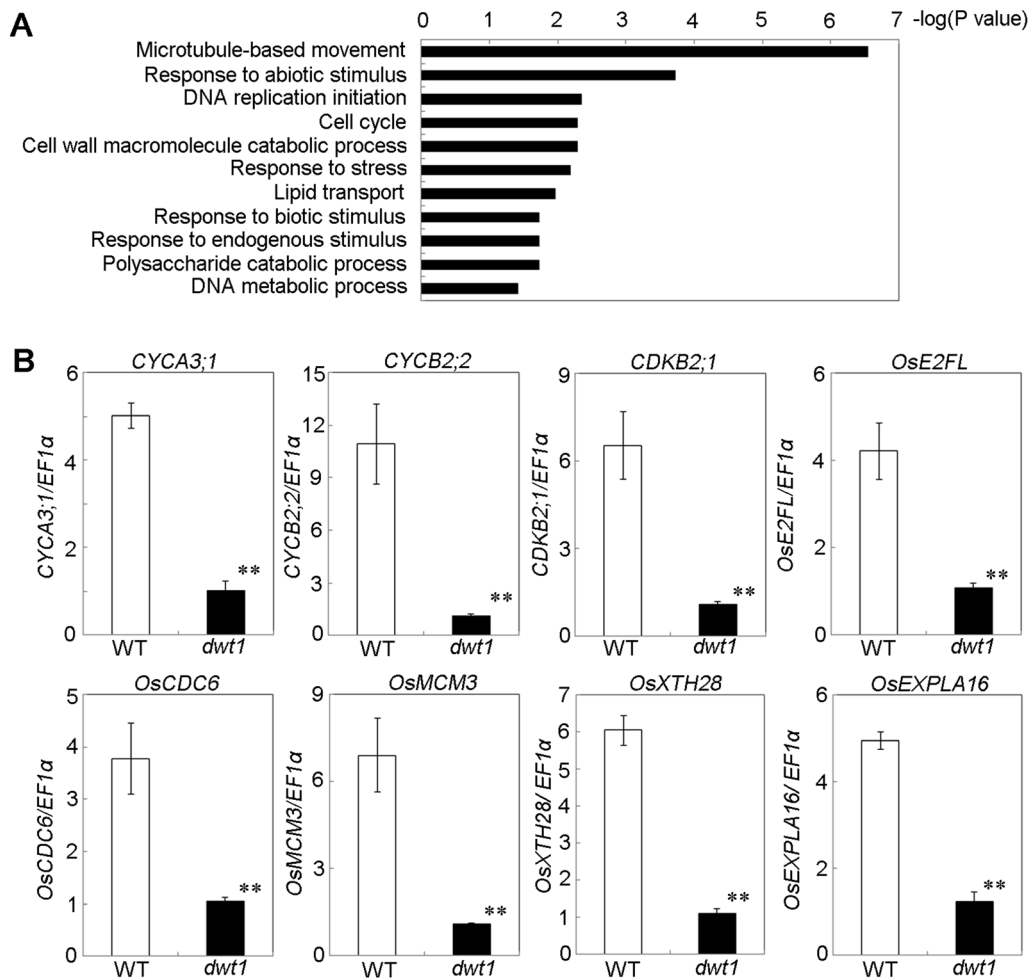 A
0 1 2 3 4 5 6 7 -log(P value)
Microtubule-based movement
Response to abiotic stimulus
DNA replication initiation
Cell cycle
Cell wall macromolecule catabolic process
Response to stress
Lipid transport
Response to biotic stimulus
Response to endogenous stimulus
Polysaccharide catabolic process
DNA metabolic process
B
CYCA3;1
CYCA3;1/EF1α
6
4
2
0
**
WT dwt1
CYCB2;2
CYCB2;2/EF1α
15
12
9
6
3
0
**
WT dwt1
CDKB2;1
CDKB2;1/EF1α
9
6
3
0
**
WT dwt1
OsE2FL
OsE2FL/EF1α
6
4
2
0
**
WT dwt1
OsCDC6
OsCDC6/EF1α
5
4
3
2
1
0
**
WT dwt1
OsMCM3
OsMCM3/EF1α
9
6
3
0
**
WT dwt1
OsXTH28
OsXTH28/ EF1α
7
6
5
4
3
2
1
0
**
WT dwt1
OsEXPLA16
OsEXPLA16/ EF1α
6
4
2
0
**
WT dwt1